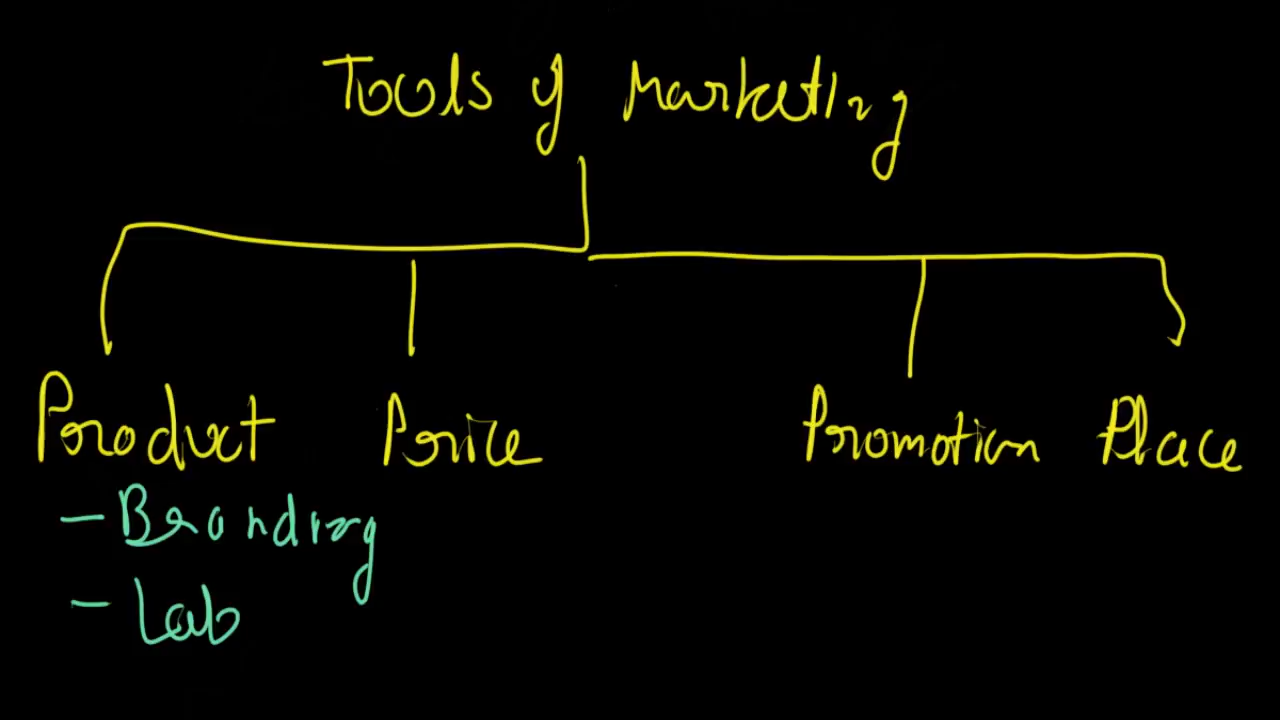 Tools of Marketing
Product Price Promotion Place
- Branding
- Lab